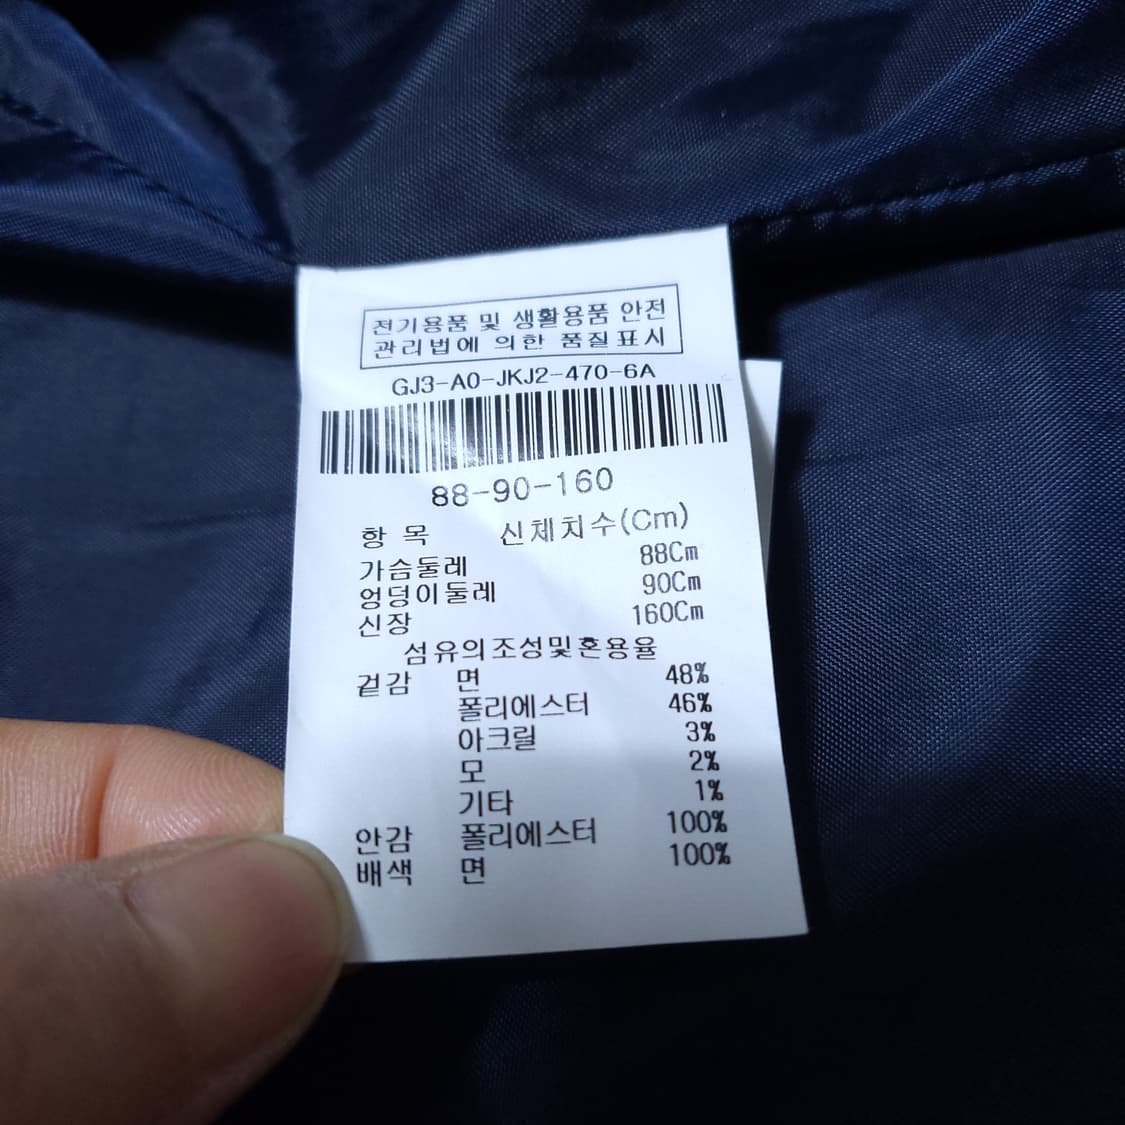 전기용품 및 생활용품 안전
관리법에 의한 품질표시
GJ3-A0-JKJ2-470-6A
88-90-160
항 목 신체치수(Cm)
가슴둘레 88Cm
엉덩이둘레 90Cm
신장 160Cm
섬유의조성및혼용율
겉감 면 48%
폴리에스터 46%
아크릴 3%
모 2%
기타 1%
안감 폴리에스터 100%
배색 면 100%